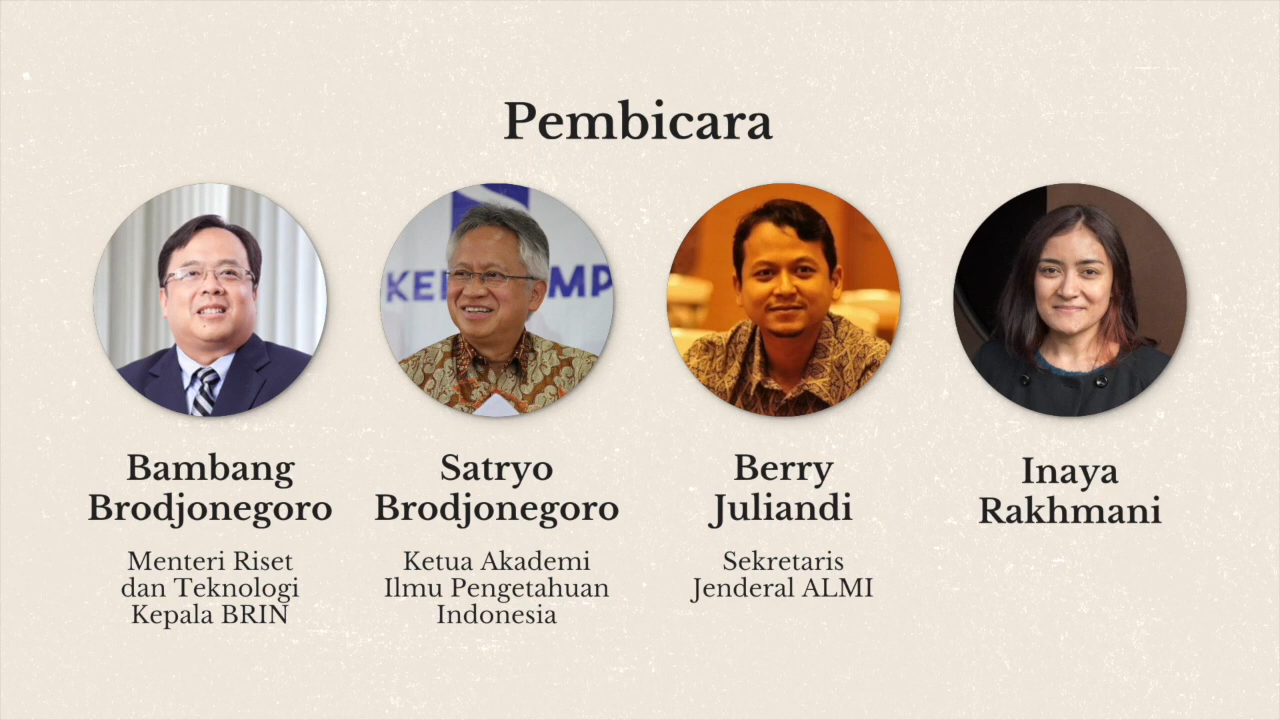 Pembicara
Bambang
Brodjonegoro
Menteri Riset
dan Teknologi
Kepala BRIN
Satryo
Brodjonegoro
Ketua Akademi
Ilmu Pengetahuan
Indonesia
Berry
Juliandi
Sekretaris
Jenderal ALMI
Inaya
Rakhmani